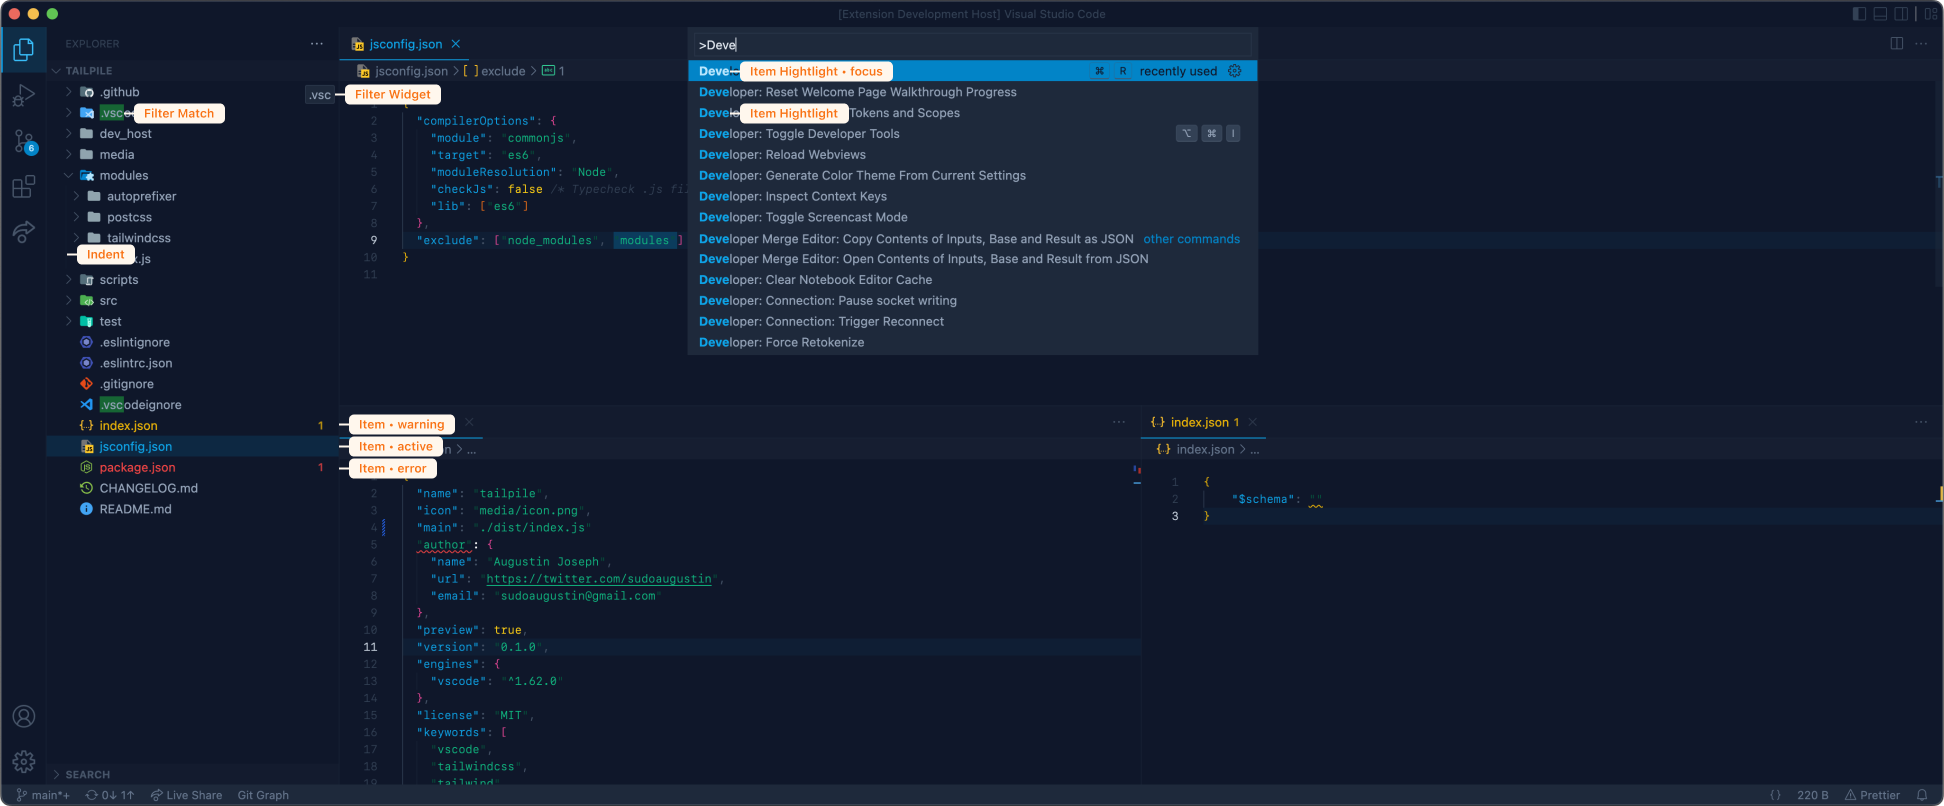 [Extension Development Host] Visual Studio Code
EXPLORER
TAILPILE
.github
.vsc
Filter Match
dev_host
media
modules
autoprefixer
postcss
tailwindcss
Indent
.js
scripts
src
test
.eslintignore
.eslintrc.json
.gitignore
.vscodeignore
index.json 1
jsconfig.json
package.json 1
CHANGELOG.md
README.md
SEARCH
6
.vsc
Filter Widget
Item • warning
Item • active
Item • error
jsconfig.json
jsconfig.json > [ ] exclude > abc 1
1 {
2 "compilerOptions": {
3 "module": "commonjs",
4 "target": "es6",
5 "moduleResolution": "Node",
6 "checkJs": false /* Typecheck .js fil
7 "lib": ["es6"]
8 },
9 "exclude": ["node_modules", "modules"]
10 }
11
>Deve
Deve
Item Hightlight • focus
⌘ R recently used
Developer: Reset Welcome Page Walkthrough Progress
Devel
Item Hightlight
Tokens and Scopes
Developer: Toggle Developer Tools ⌥ ⌘ I
Developer: Reload Webviews
Developer: Generate Color Theme From Current Settings
Developer: Inspect Context Keys
Developer: Toggle Screencast Mode
Developer Merge Editor: Copy Contents of Inputs, Base and Result as JSON other commands
Developer Merge Editor: Open Contents of Inputs, Base and Result from JSON
Developer: Clear Notebook Editor Cache
Developer: Connection: Pause socket writing
Developer: Connection: Trigger Reconnect
Developer: Force Retokenize
n > ...
{
2 "name": "tailpile",
3 "icon": "media/icon.png",
4 "main": "./dist/index.js"
5 "author": {
6 "name": "Augustin Joseph",
7 "url": "https://twitter.com/sudoaugustin",
8 "email": "sudoaugustin@gmail.com"
9 },
10 "preview": true,
11 "version": "0.1.0",
12 "engines": {
13 "vscode": "^1.62.0"
14 },
15 "license": "MIT",
16 "keywords": [
17 "vscode",
18 "tailwindcss",
19 "tailwind"
{..} index.json 1
{..} index.json > ...
1 {
2 "$schema": ""
3 }
main*+ 0↓ 1↑ Live Share Git Graph
{} 220 B Prettier